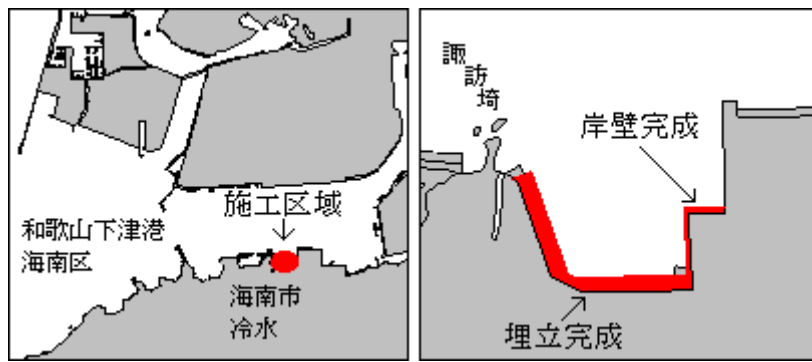 施工区域
和歌山下津港
海南区
海南市
冷水
諏訪埼
岸壁完成
埋立完成